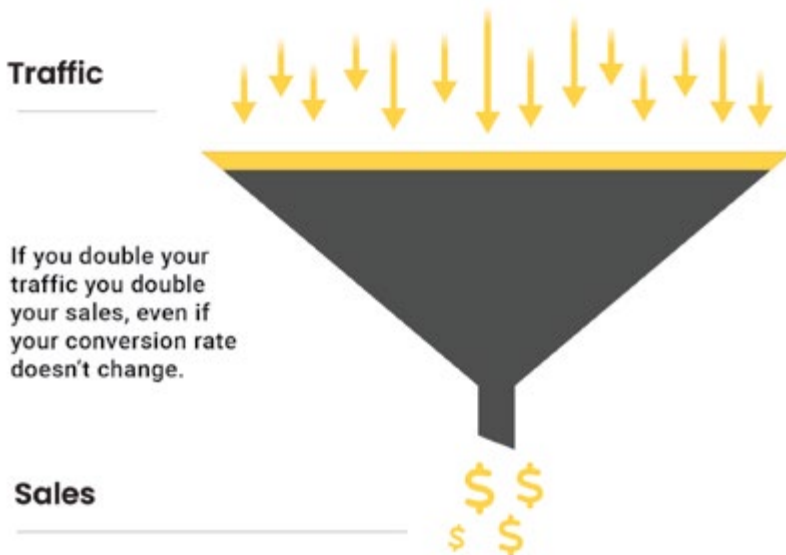 Traffic
If you double your
traffic you double
your sales, even if
your conversion rate
doesn't change.
Sales
$ $
$ $